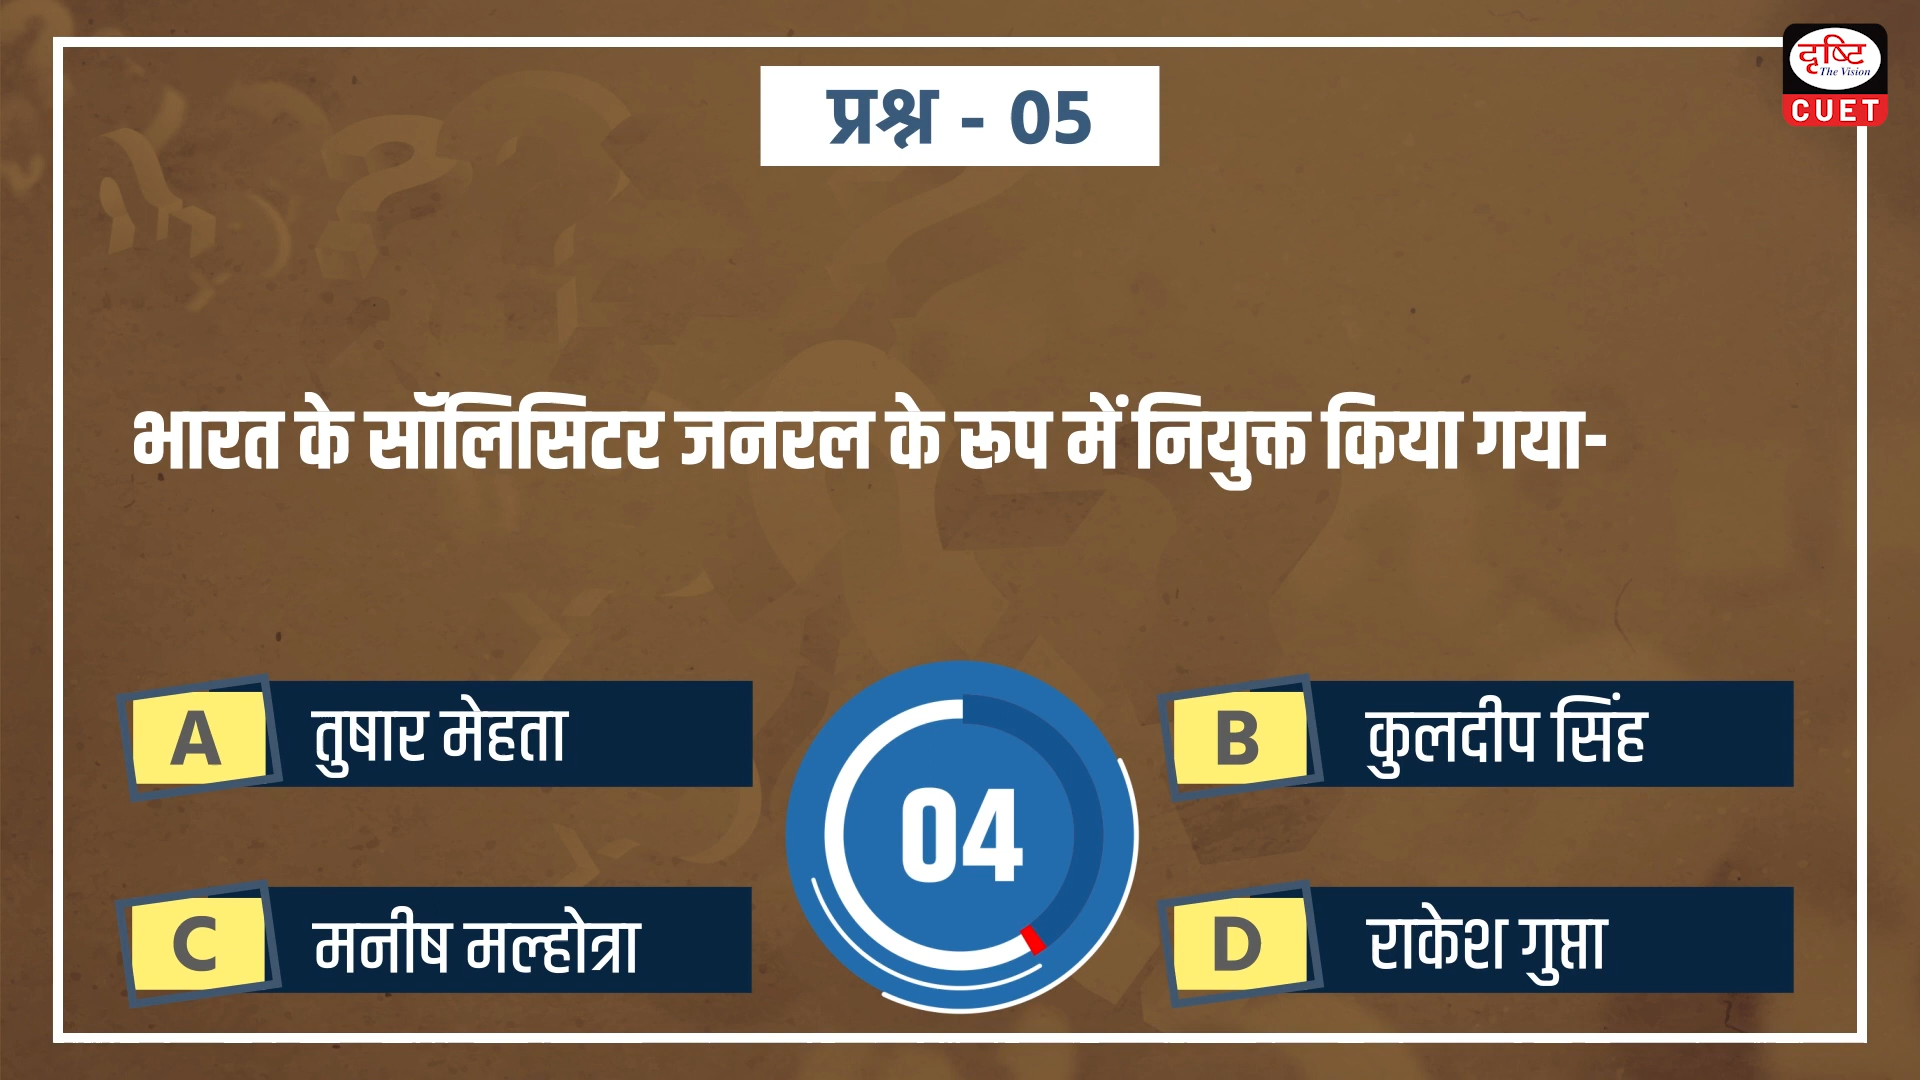 दृष्टि
The Vision
CUET
प्रश्न - 05
भारत के सॉलिसिटर जनरल के रूप में नियुक्त किया गया-
A तुषार मेहता
B कुलदीप सिंह
04
C मनीष मल्होत्रा
D राकेश गुप्ता